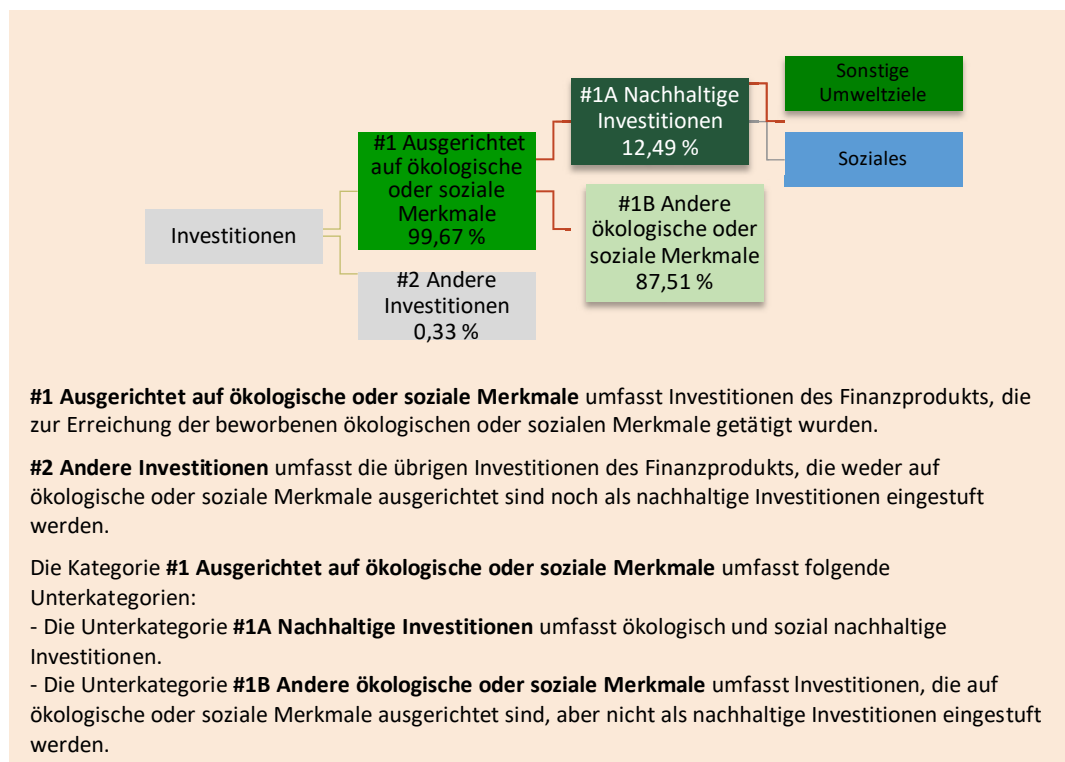 Investitionen
#1 Ausgerichtet
auf ökologische
oder soziale
Merkmale
99,67 %
#2 Andere
Investitionen
0,33 %
#1A Nachhaltige
Investitionen
12,49 %
#1B Andere
ökologische oder
soziale Merkmale
87,51 %
Sonstige
Umweltziele
Soziales
#1 Ausgerichtet auf ökologische oder soziale Merkmale umfasst Investitionen des Finanzprodukts, die
zur Erreichung der beworbenen ökologischen oder sozialen Merkmale getätigt wurden.
#2 Andere Investitionen umfasst die übrigen Investitionen des Finanzprodukts, die weder auf
ökologische oder soziale Merkmale ausgerichtet sind noch als nachhaltige Investitionen eingestuft
werden.
Die Kategorie #1 Ausgerichtet auf ökologische oder soziale Merkmale umfasst folgende
Unterkategorien:
- Die Unterkategorie #1A Nachhaltige Investitionen umfasst ökologisch und sozial nachhaltige
Investitionen.
- Die Unterkategorie #1B Andere ökologische oder soziale Merkmale umfasst lnvestitionen, die auf
ökologische oder soziale Merkmale ausgerichtet sind, aber nicht als nachhaltige Investitionen eingestuft
werden.